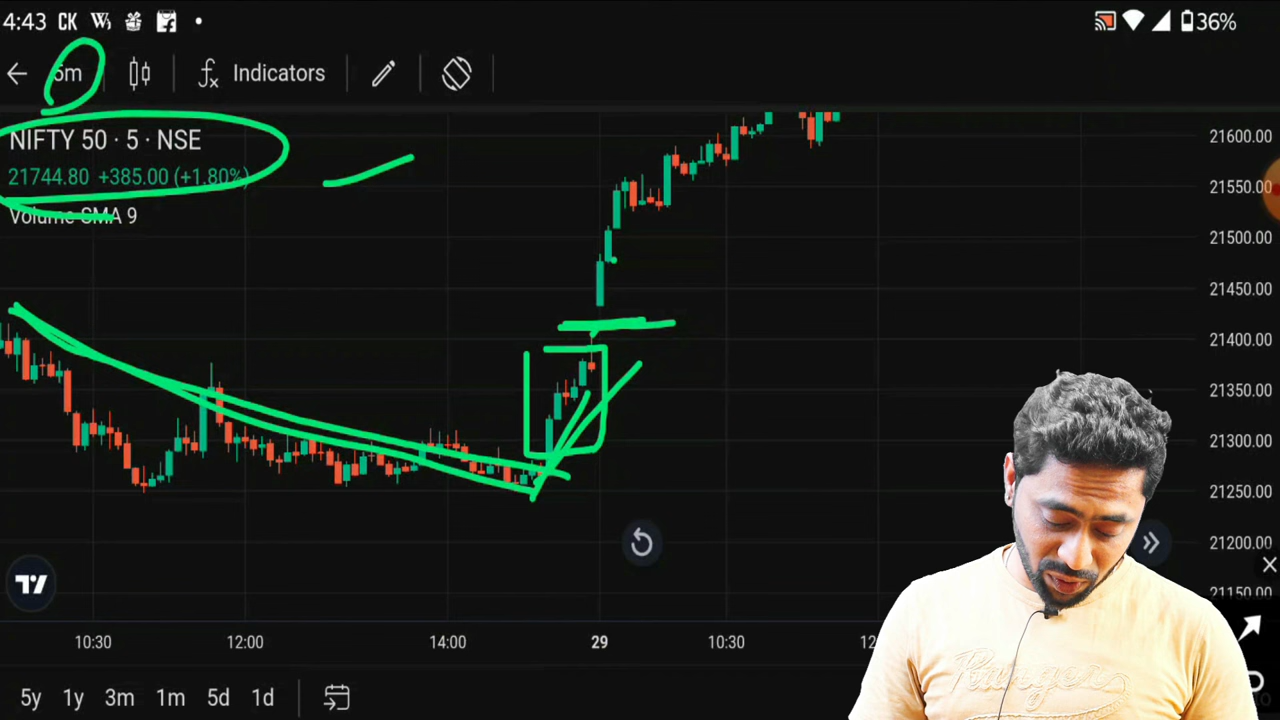 4:43 CK 36%
5m Indicators
NIFTY 50 · 5 · NSE
21744.80 +385.00 (+1.80%)
Volume SMA 9
21600.00
21550.00
21500.00
21450.00
21400.00
21350.00
21300.00
21250.00
21200.00
21150.00
10:30 12:00 14:00 29 10:30
5y 1y 3m 1m 5d 1d